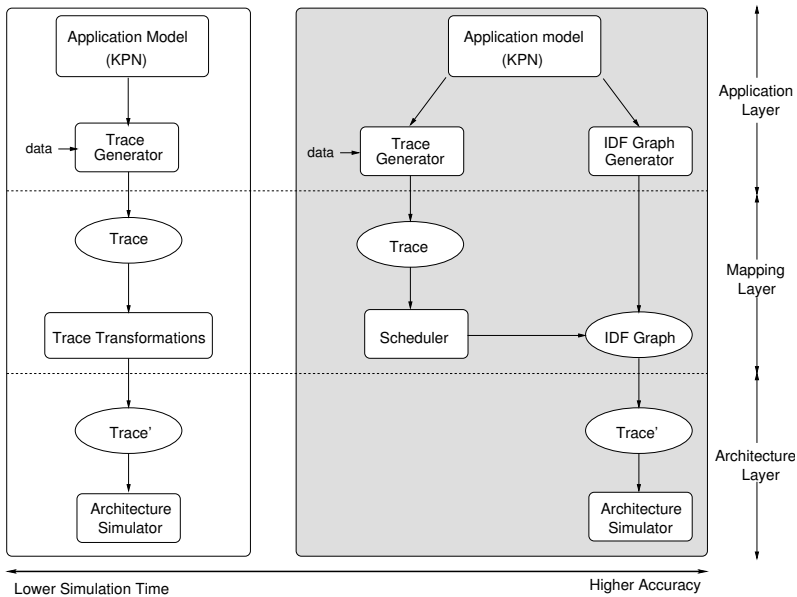 Application Model
(KPN)
data
Trace
Generator
Trace
Trace Transformations
Trace'
Architecture
Simulator
Application model
(KPN)
data
Trace
Generator
IDF Graph
Generator
Trace
Scheduler
IDF Graph
Trace'
Architecture
Simulator
Application
Layer
Mapping
Layer
Architecture
Layer
Lower Simulation Time
Higher Accuracy